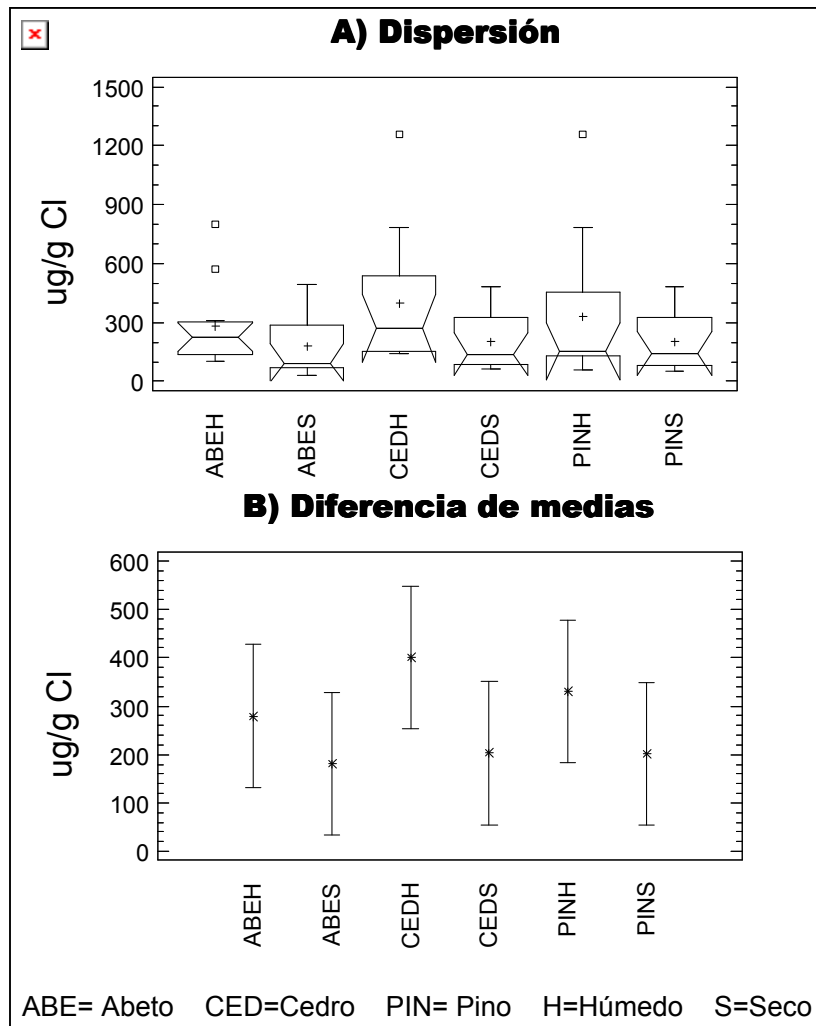 A) Dispersión
1500
1200
900
600
300
0
ug/g Cl
ABEH
ABES
CEDH
CEDS
PINH
PINS
B) Diferencia de medias
600
500
400
300
200
100
0
ug/g Cl
ABEH
ABES
CEDH
CEDS
PINH
PINS
ABE= Abeto CED=Cedro PIN= Pino H=Húmedo S=Seco